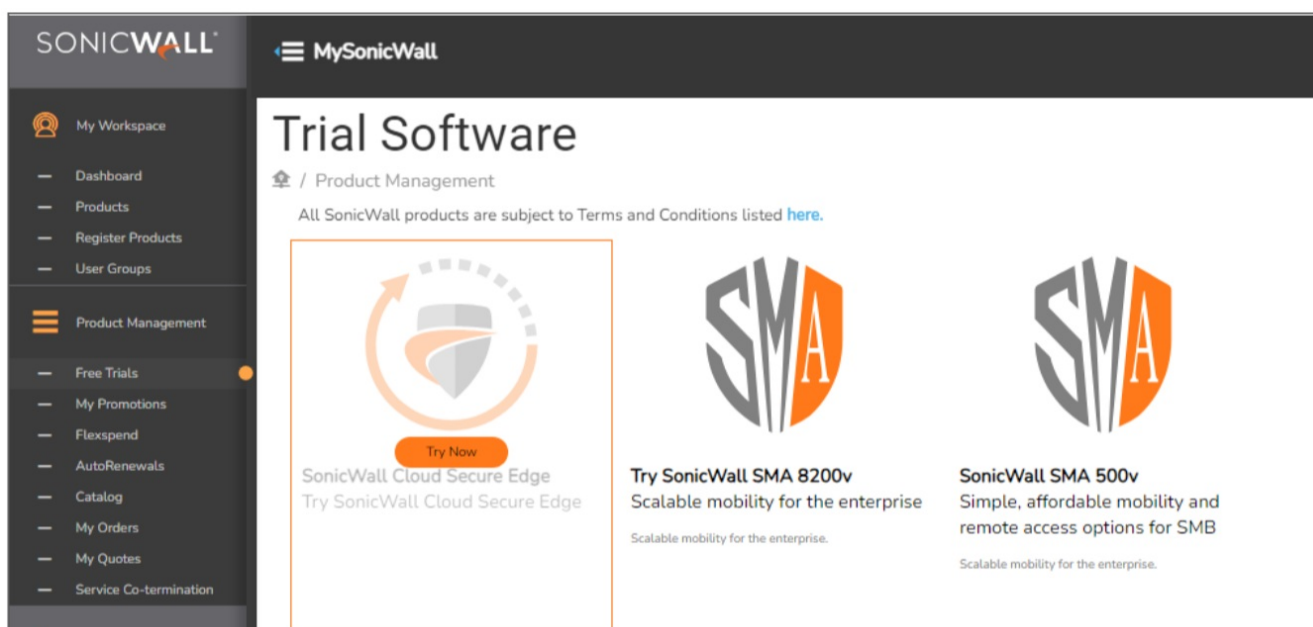 SONICWALL
MySonicWall
My Workspace
Dashboard
Products
Register Products
User Groups
Product Management
Free Trials
My Promotions
Flexspend
AutoRenewals
Catalog
My Orders
My Quotes
Service Co-termination
Trial Software
/ Product Management
All SonicWall products are subject to Terms and Conditions listed here.
Try Now
SonicWall Cloud Secure Edge
Try SonicWall Cloud Secure Edge
SMA
Try SonicWall SMA 8200v
Scalable mobility for the enterprise
Scalable mobility for the enterprise.
SMA
SonicWall SMA 500v
Simple, affordable mobility and
remote access options for SMB
Scalable mobility for the enterprise.